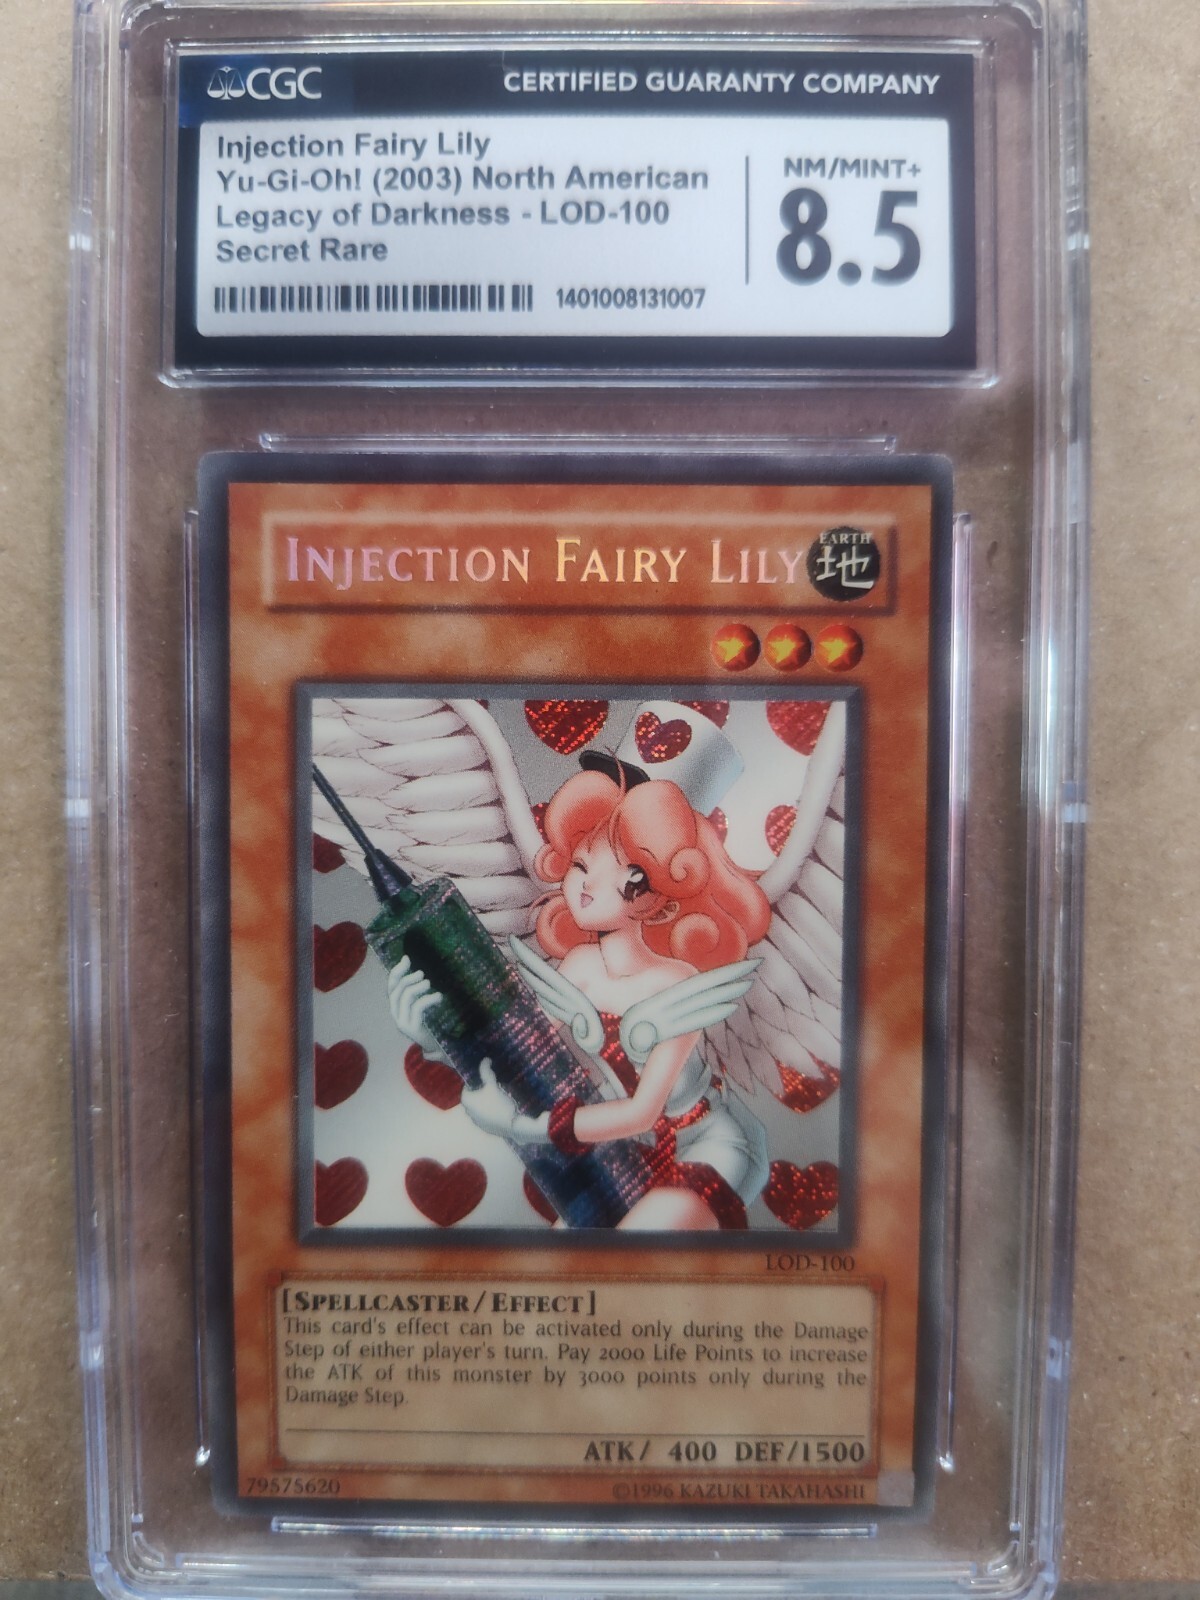 CGC CERTIFIED GUARANTY COMPANY
Injection Fairy Lily
Yu-Gi-Oh! (2003) North American
Legacy of Darkness - LOD-100
Secret Rare
1401008131007
NM/MINT+
8.5
INJECTION FAIRY LILY
EARTH
地
LOD-100
[SPELLCASTER/EFFECT]
This card's effect can be activated only during the Damage
Step of either player's turn. Pay 2000 Life Points to increase
the ATK of this monster by 3000 points only during the
Damage Step.
ATK/ 400 DEF/1500
79575620 ©1996 KAZUKI TAKAHASHI